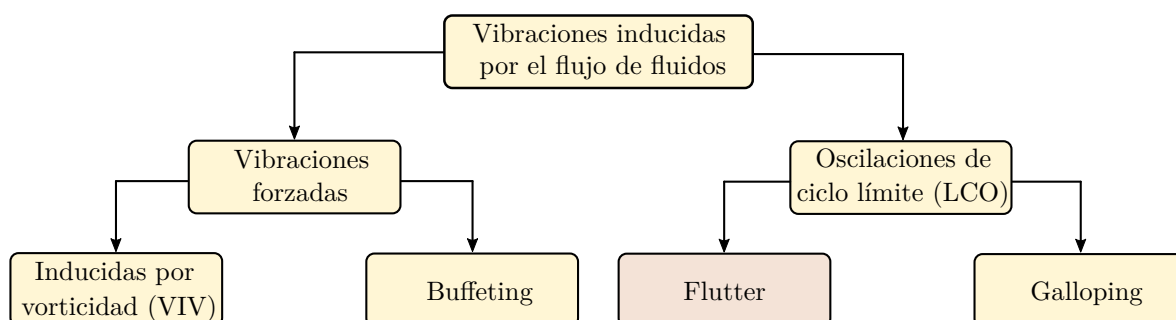 Vibraciones inducidas
por el flujo de fluidos
Vibraciones
forzadas
Oscilaciones de
ciclo límite (LCO)
Inducidas por
vorticidad (VIV)
Buffeting
Flutter
Galloping